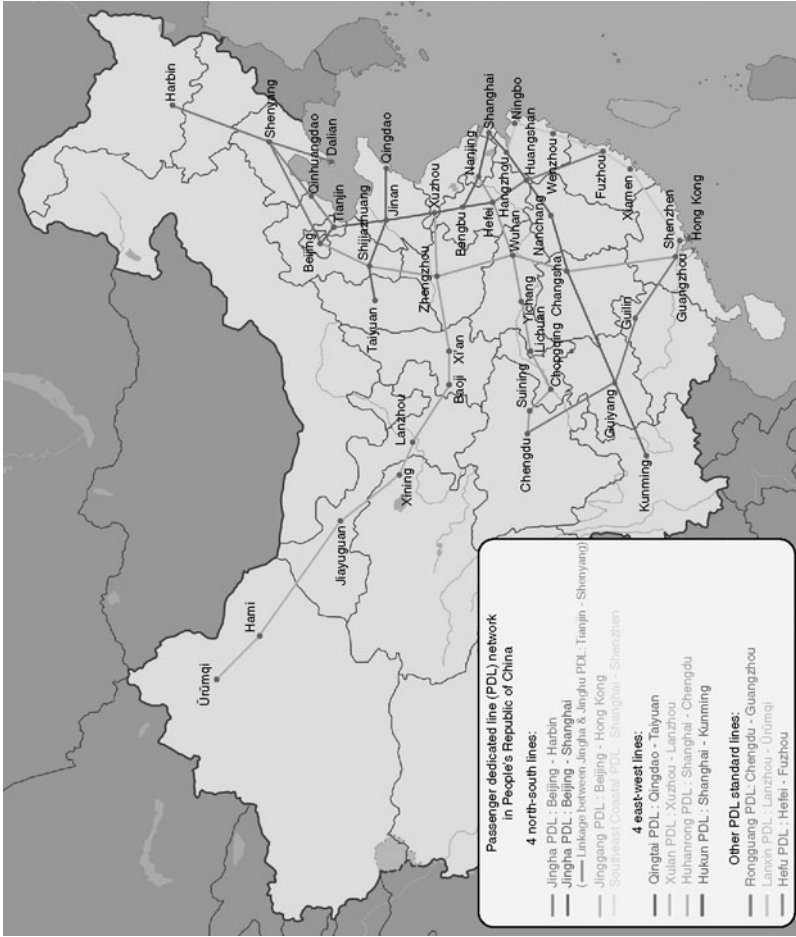 Harbin
Shenyang
Qinhuangdao
Dalian
Beijing
Tianjin
Shijiazhuang
Jinan
Qingdao
Taiyuan
Zhengzhou
Xuzhou
Xi'an
Baoji
Lanzhou
Xining
Jiayuguan
Hami
Ürümqi
Bengbu
Nanjing
Shanghai
Hefei
Hangzhou
Ningbo
Huangshan
Wenzhou
Wuhan
Nanchang
Yichang
Lichuan
Chopgqing
Suining
Chengdu
Changsha
Fuzhou
Xiamen
Guilin
Guiyang
Kunming
Guangzhou
Shenzhen
Hong Kong
Passenger dedicated line (PDL) network
in People's Republic of China
4 north-south lines:
Jingha PDL : Beijing - Harbin
Jingha PDL : Beijing - Shanghai
( Linkage between Jingha & Jinghu PDL: Tianjin - Shenyang)
Jinggang PDL : Beijing - Hong Kong
Southeast Coastal PDL : Shanghai - Shenzhen
4 east-west lines:
Qingtai PDL : Qingdao - Taiyuan
Xulan PDL : Xuzhou - Lanzhou
Huhanrong PDL : Shanghai - Chengdu
Hukun PDL : Shanghai - Kunming
Other PDL standard lines:
Rongguang PDL: Chengdu - Guangzhou
Lanxin PDL : Lanzhou - Ürümqi
Hefu PDL : Hefei - Fuzhou